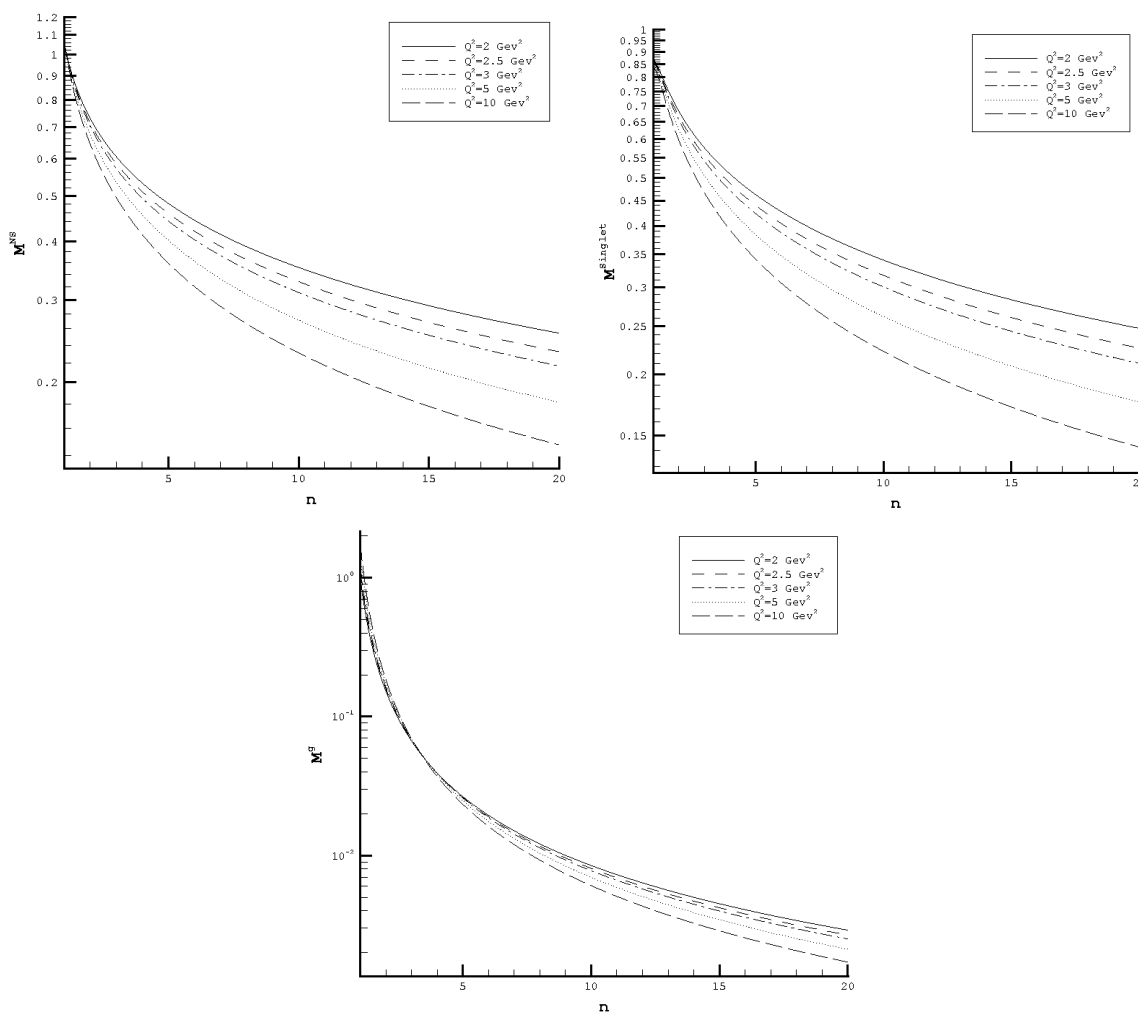 1.2
1.1
1
0.9
0.8
0.7
0.6
0.5
0.4
0.3
0.2
M^NS
5
10
15
20
n
Q²=2 Gev²
Q²=2.5 Gev²
Q²=3 Gev²
Q²=5 Gev²
Q²=10 Gev²
1
0.95
0.9
0.85
0.8
0.75
0.7
0.65
0.6
0.55
0.5
0.45
0.4
0.35
0.3
0.25
0.2
0.15
M^Singlet
5
10
15
n
Q²=2 Gev²
Q²=2.5 Gev²
Q²=3 Gev²
Q²=5 Gev²
Q²=10 Gev²
10⁰
10⁻¹
10⁻²
M^g
5
10
15
20
n
Q²=2 Gev²
Q²=2.5 Gev²
Q²=3 Gev²
Q²=5 Gev²
Q²=10 Gev²